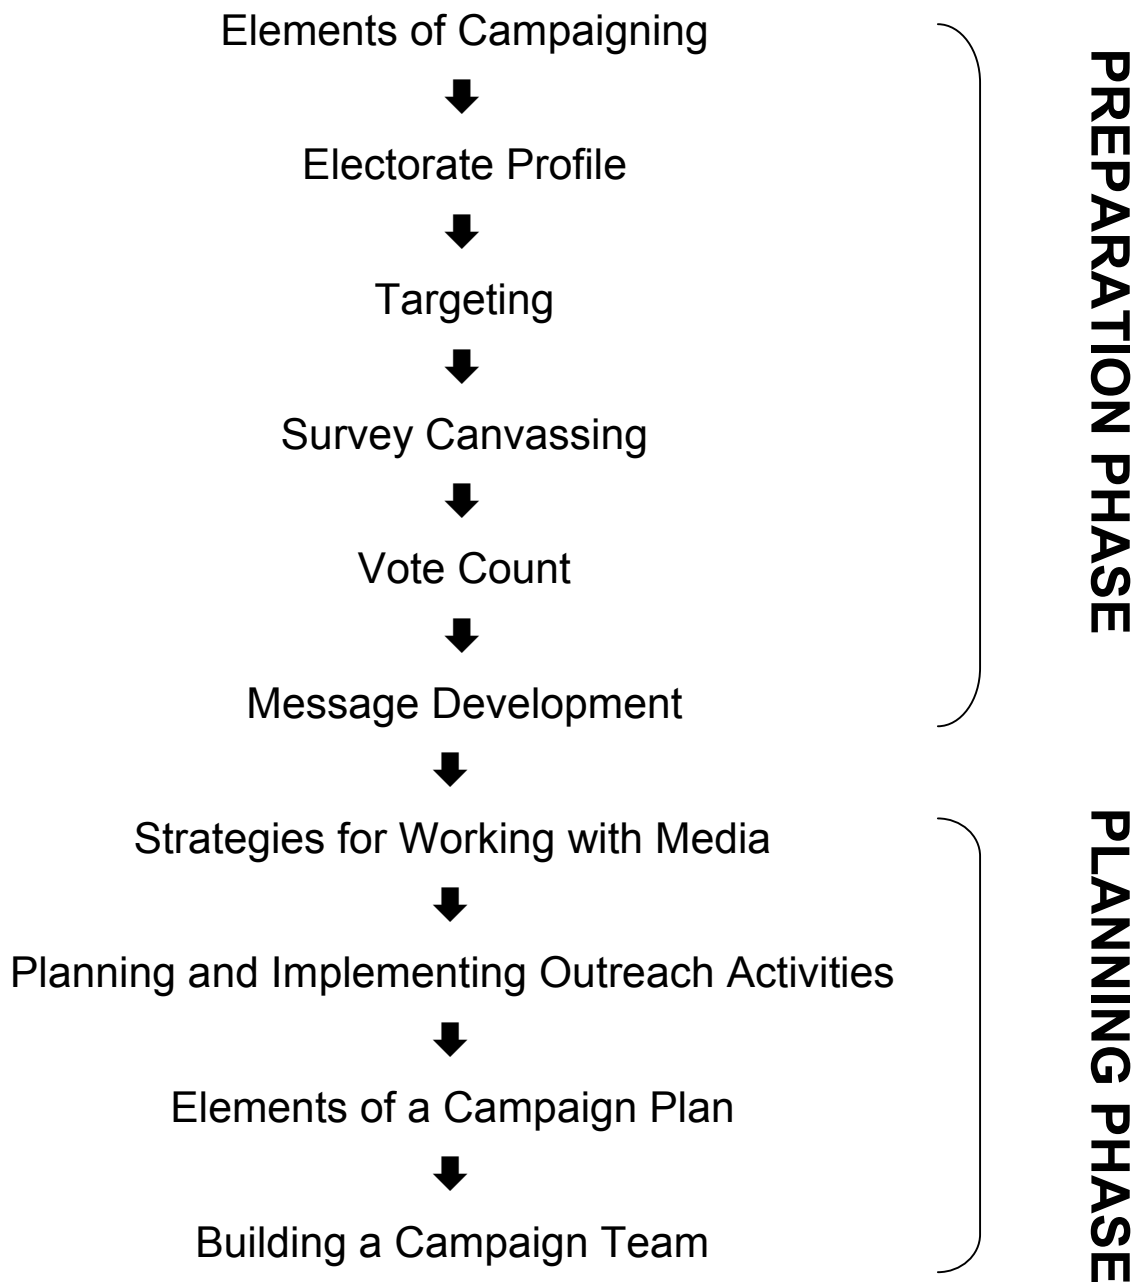 Elements of Campaigning
Electorate Profile
Targeting
Survey Canvassing
Vote Count
Message Development
PREPARATION PHASE
Strategies for Working with Media
Planning and Implementing Outreach Activities
Elements of a Campaign Plan
Building a Campaign Team
PLANNING PHASE